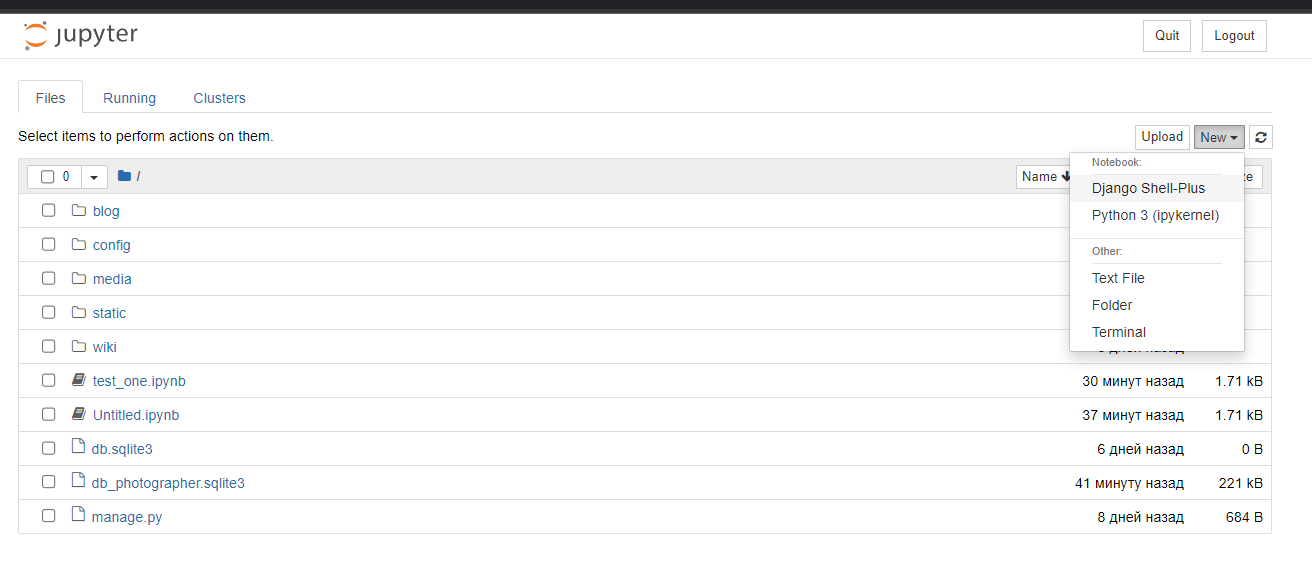 jupyter
Quit
Logout
Files
Running
Clusters
Select items to perform actions on them.
Upload
New
0
/
Name
Notebook:
Django Shell-Plus
Python 3 (ipykernel)
Other:
Text File
Folder
Terminal
blog
config
media
static
wiki
дней назад
test_one.ipynb
30 минут назад
1.71 kB
Untitled.ipynb
37 минут назад
1.71 kB
db.sqlite3
6 дней назад
0 B
db_photographer.sqlite3
41 минуту назад
221 kB
manage.py
8 дней назад
684 B